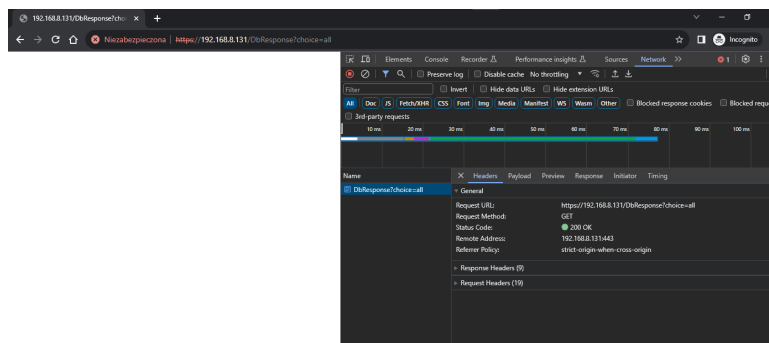 192.168.8.131/DbResponse?cho
Incognito
Niezabezpieczona | https://192.168.8.131/DbResponse?choice=all
Elements Console Recorder Performance insights Sources Network 1
Preserve log Disable cache No throttling
Filter Invert Hide data URLs Hide extension URLs
All Doc JS Fetch/XHR CSS Font Img Media Manifest WS Wasm Other Blocked response cookies Blocked requ
3rd-party requests
10 ms 20 ms 30 ms 40 ms 50 ms 60 ms 70 ms 80 ms 90 ms 100 ms
Name Headers Payload Preview Response Initiator Timing
DbResponse?choice=all General
Request URL: https://192.168.8.131/DbResponse?choice=all
Request Method: GET
Status Code: 200 OK
Remote Address: 192.168.8.131:443
Referrer Policy: strict-origin-when-cross-origin
Response Headers (9)
Request Headers (19)